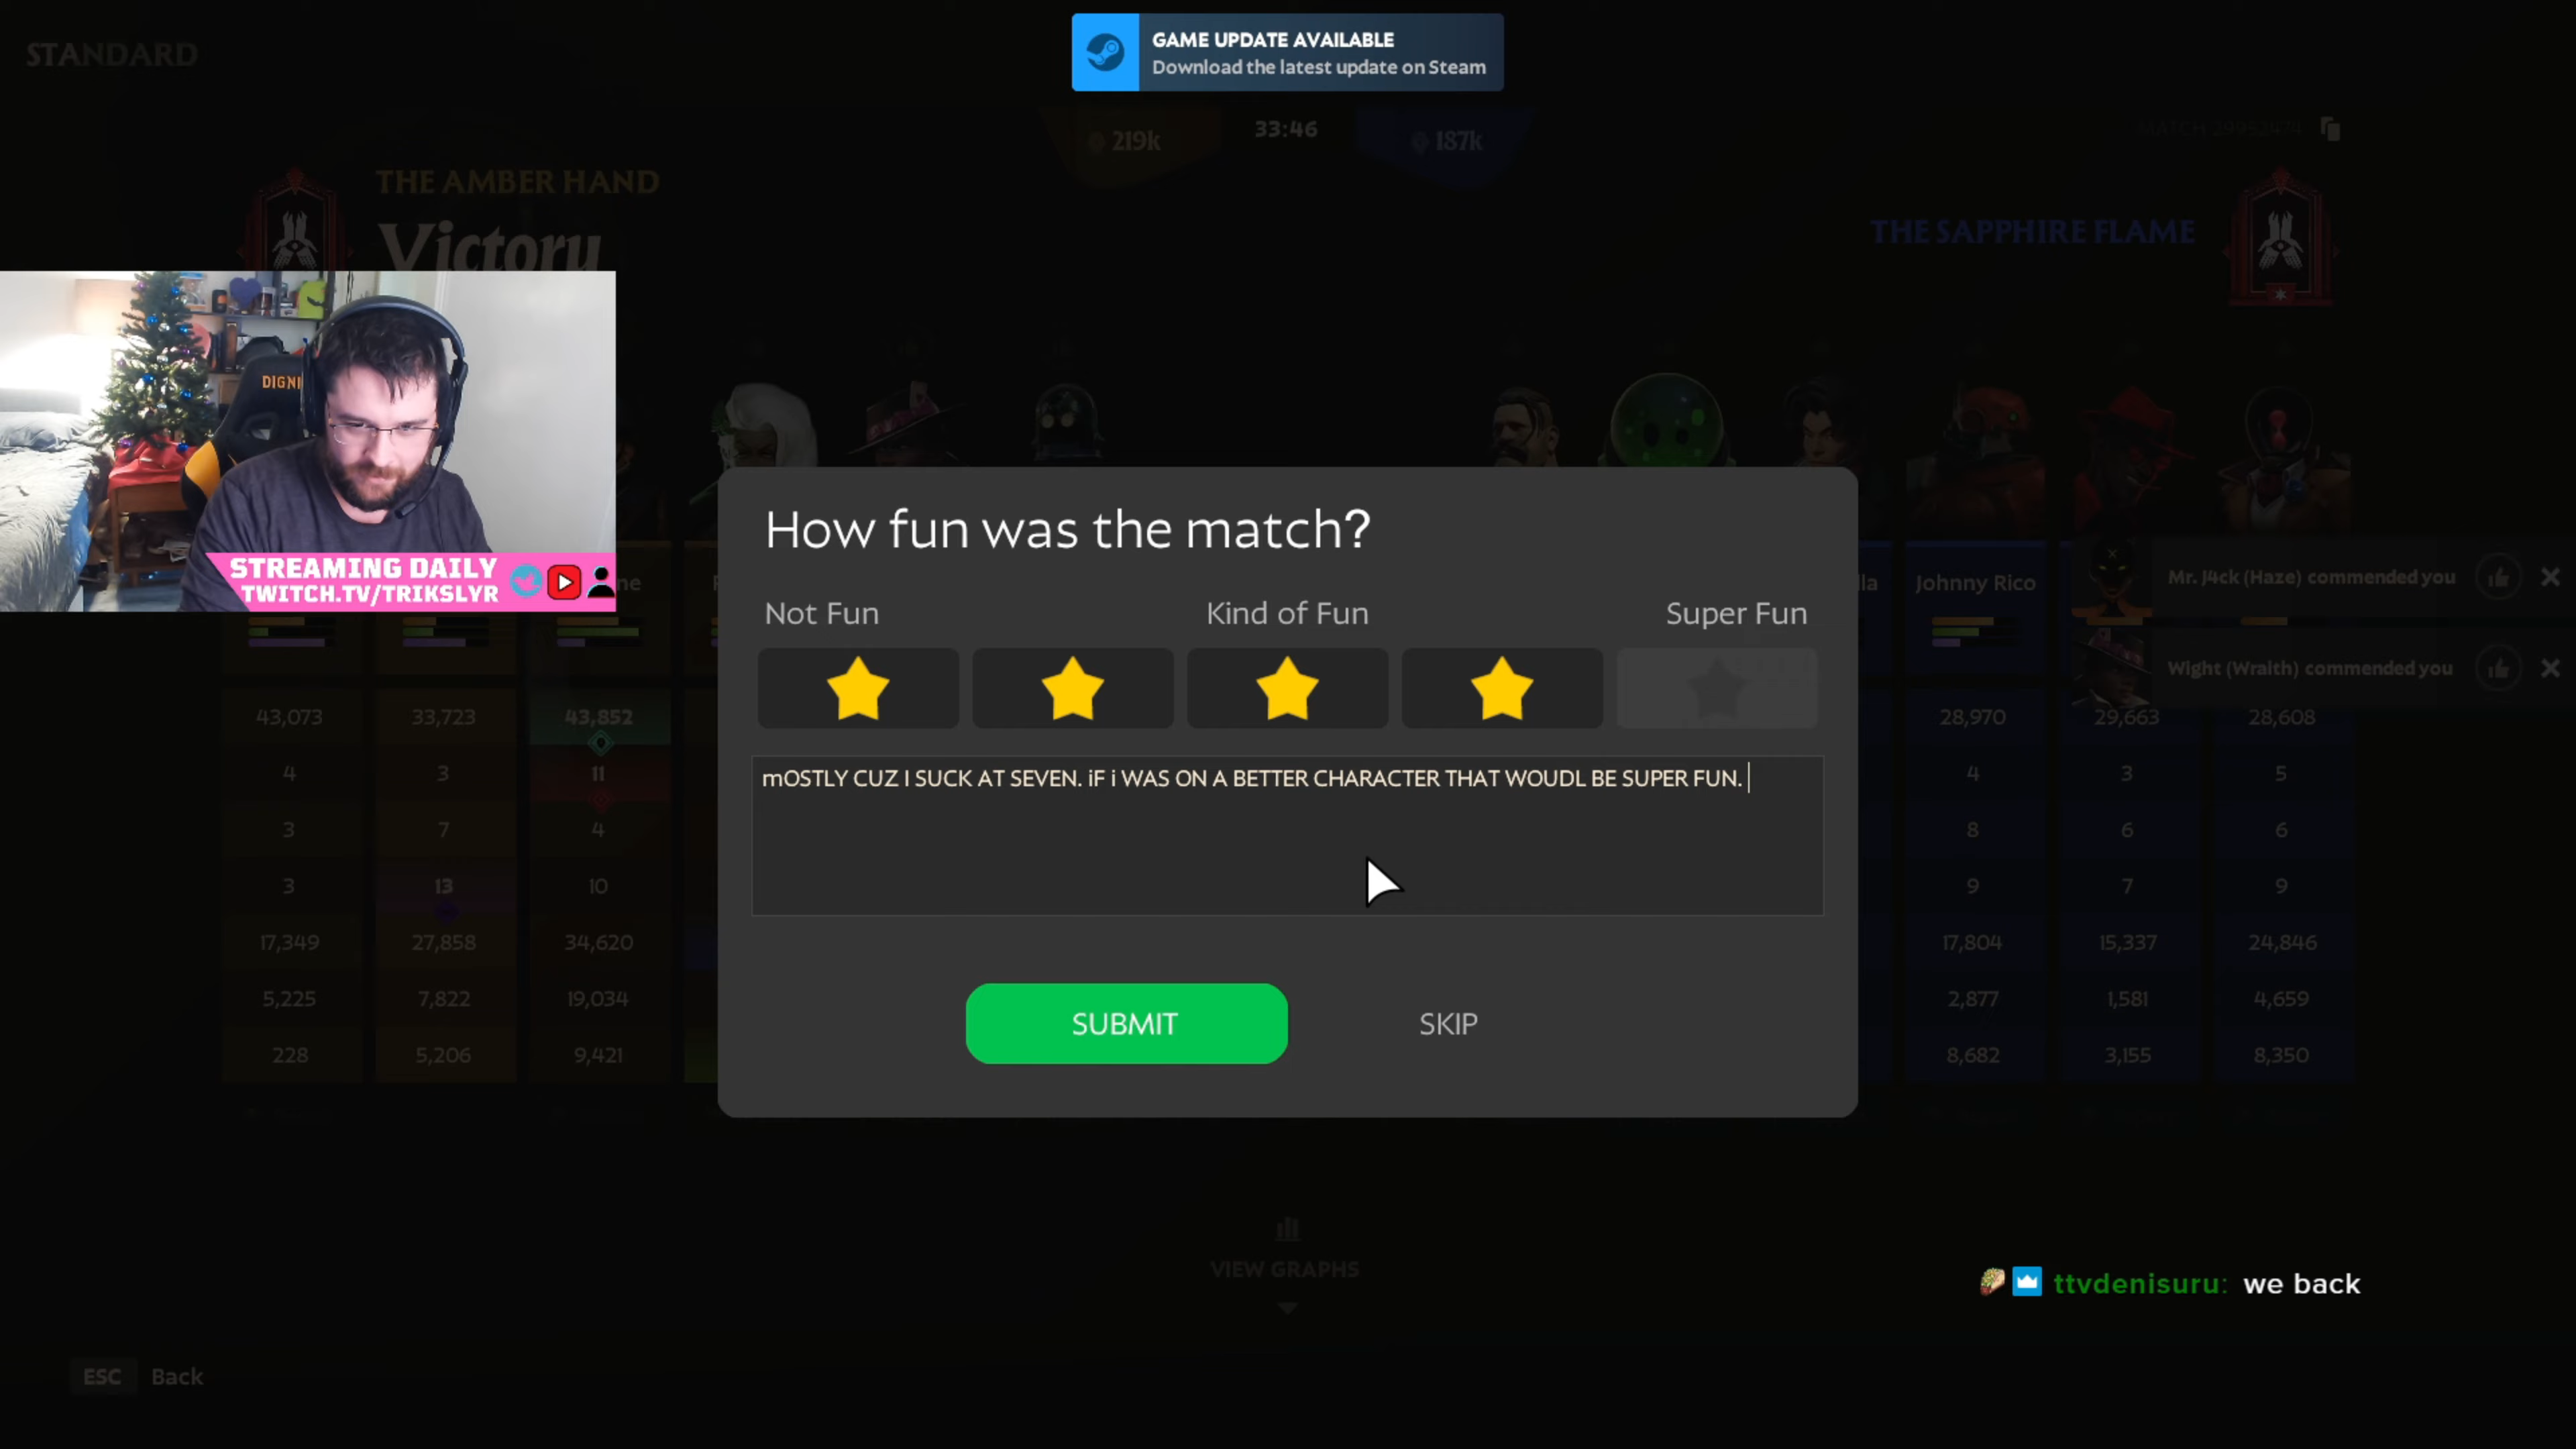 STANDARD
GAME UPDATE AVAILABLE
Download the latest update on Steam
219k
33:46
187k
THE AMBER HAND
Victory
THE SAPPHIRE FLAME
DIGNI
STREAMING DAILY
TWITCH.TV/TRIKSLYR
How fun was the match?
Not Fun
Kind of Fun
Super Fun
Johnny Rico
Mr. J4ck (Haze) commended you
Wight (Wraith) commended you
43,073 33,723 43,852 28,970 29,663 28,608
4 3 11 4 3 5
3 7 4 8 6 6
3 13 10 9 7 9
17,349 27,858 34,620 17,804 15,337 24,846
5,225 7,822 19,034 2,877 1,581 4,659
228 5,206 9,421 8,682 3,155 8,350
mOSTLY CUZ I SUCK AT SEVEN. iF i WAS ON A BETTER CHARACTER THAT WOUDL BE SUPER FUN.
SUBMIT
SKIP
VIEW GRAPHS
ttvdenisuru: we back
ESC Back